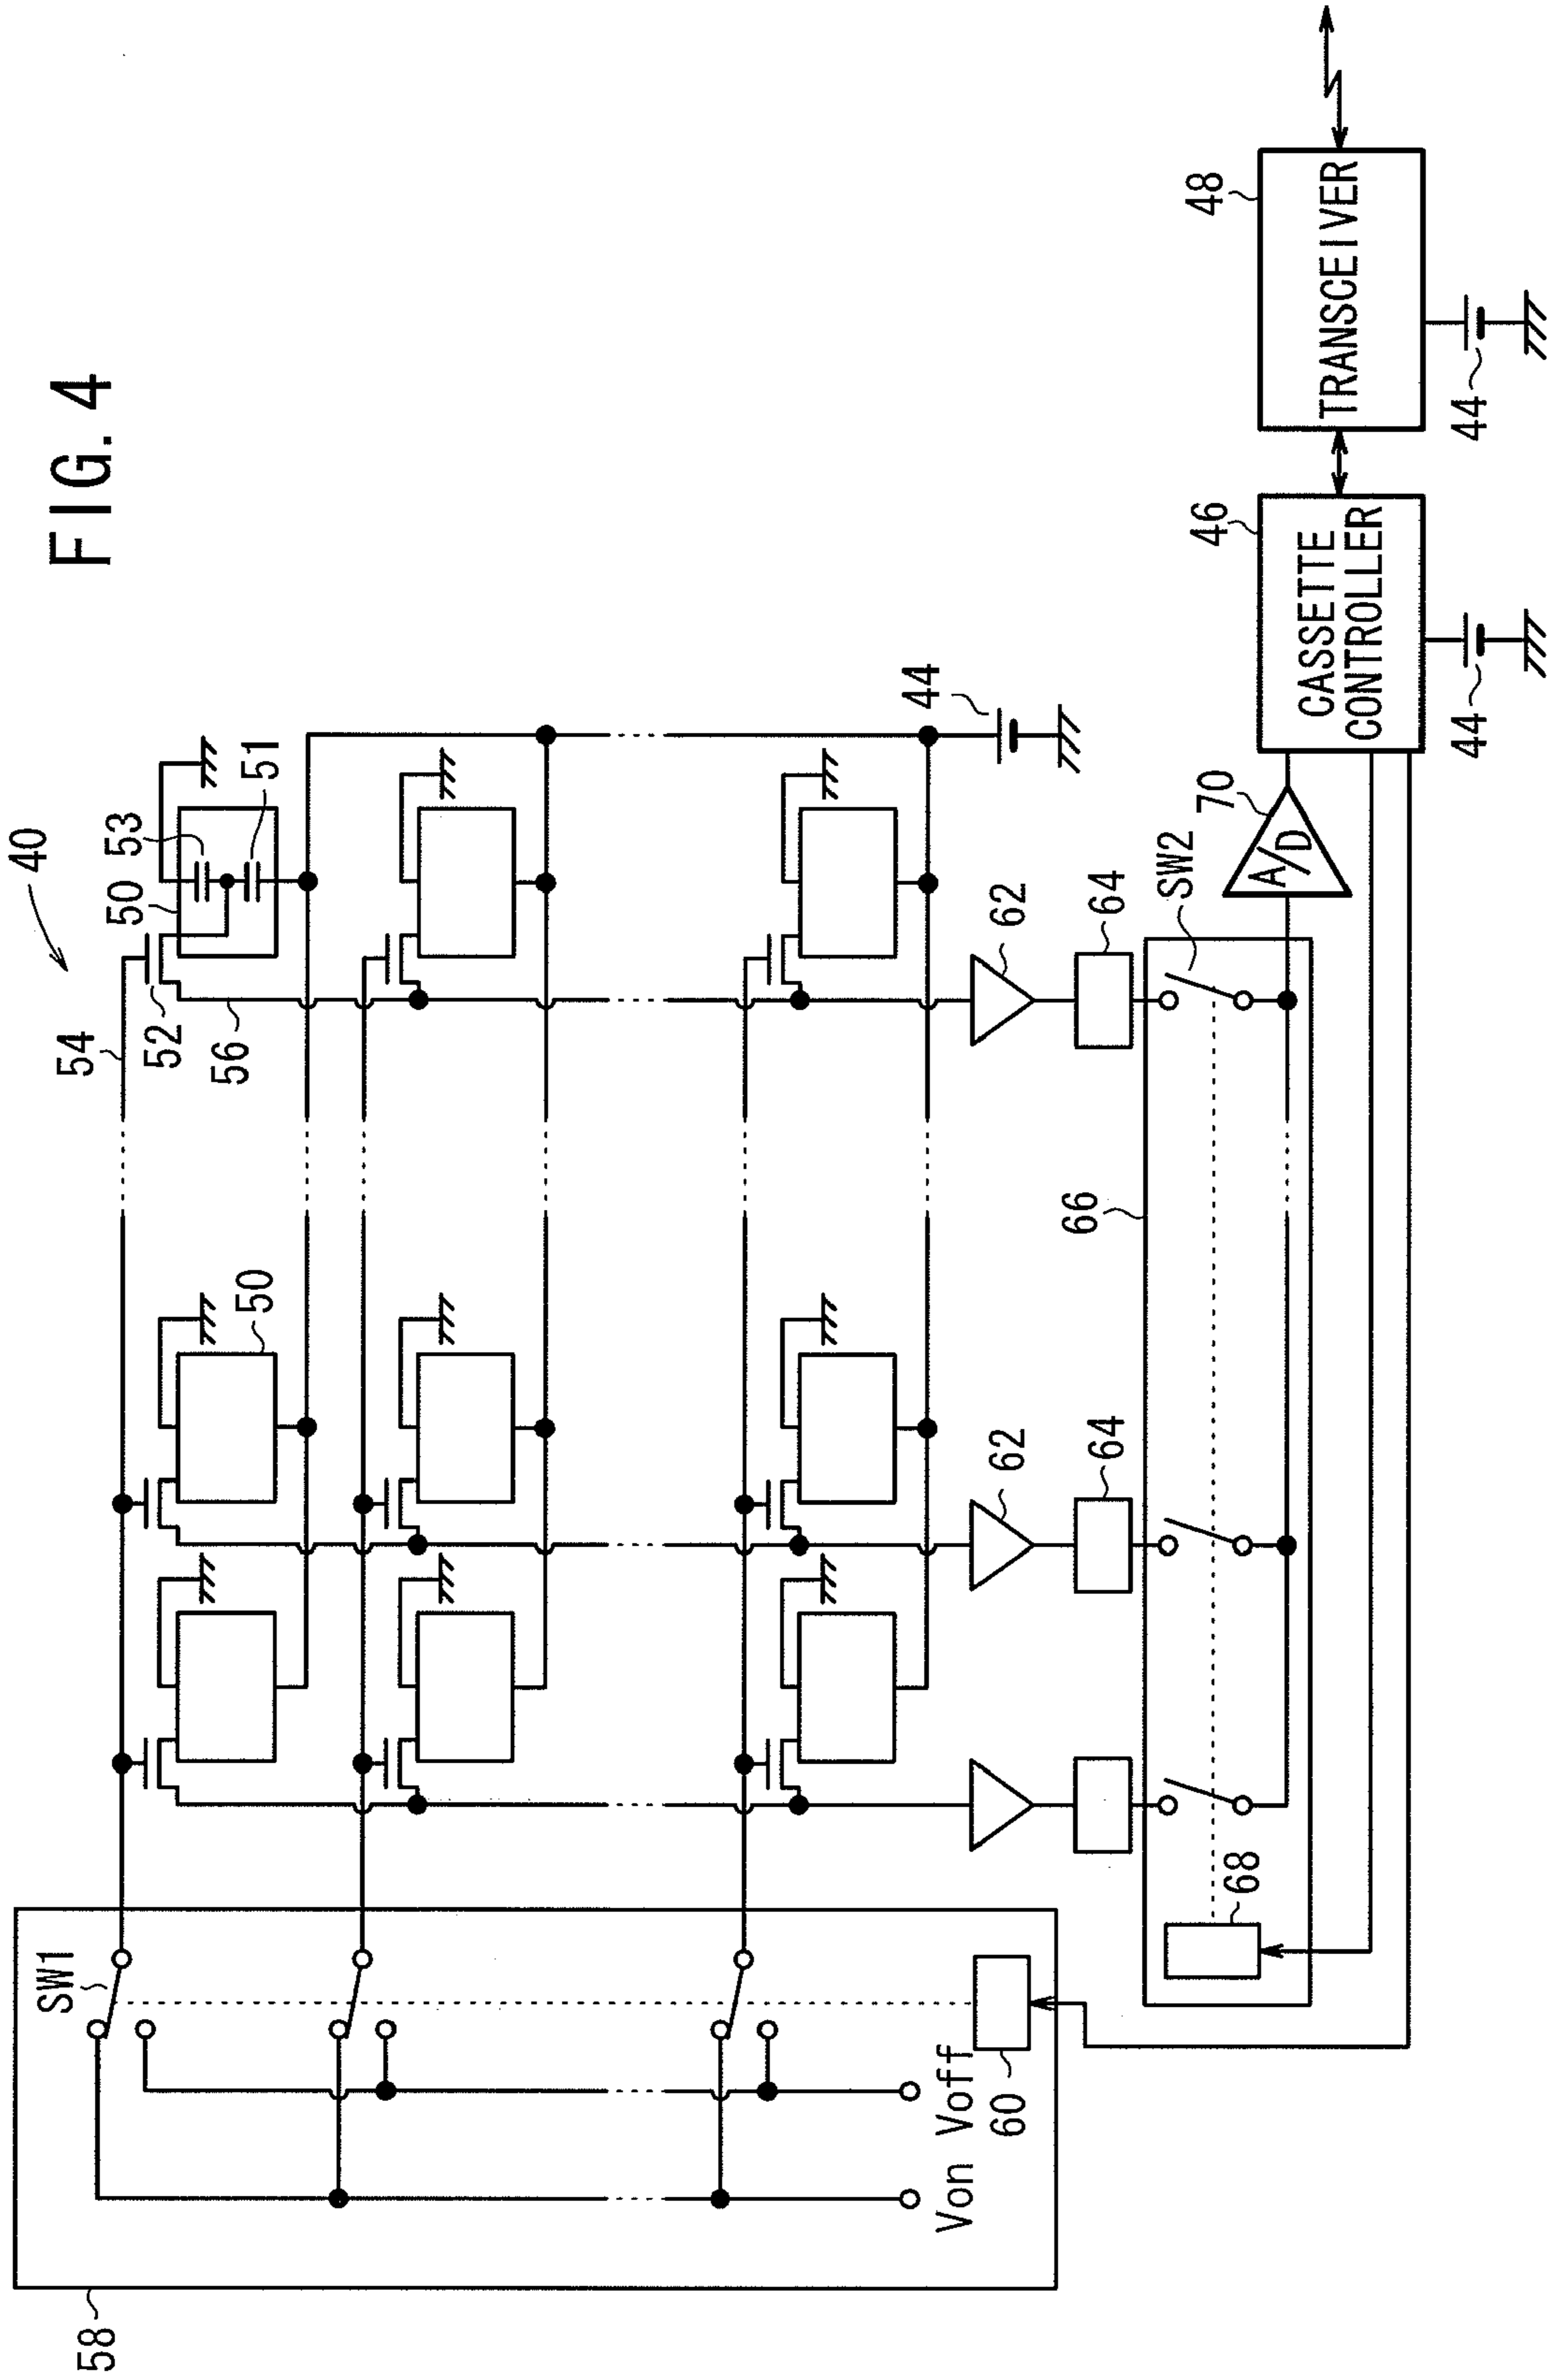 FIG. 4
40
54
52
56
50
53
51
50
44
62
62
64
64
66
SW2
70
A/D
46
CASSETTE
CONTROLLER
44
48
TRANSCEIVER
44
58
SW1
Von
Voff
60
68